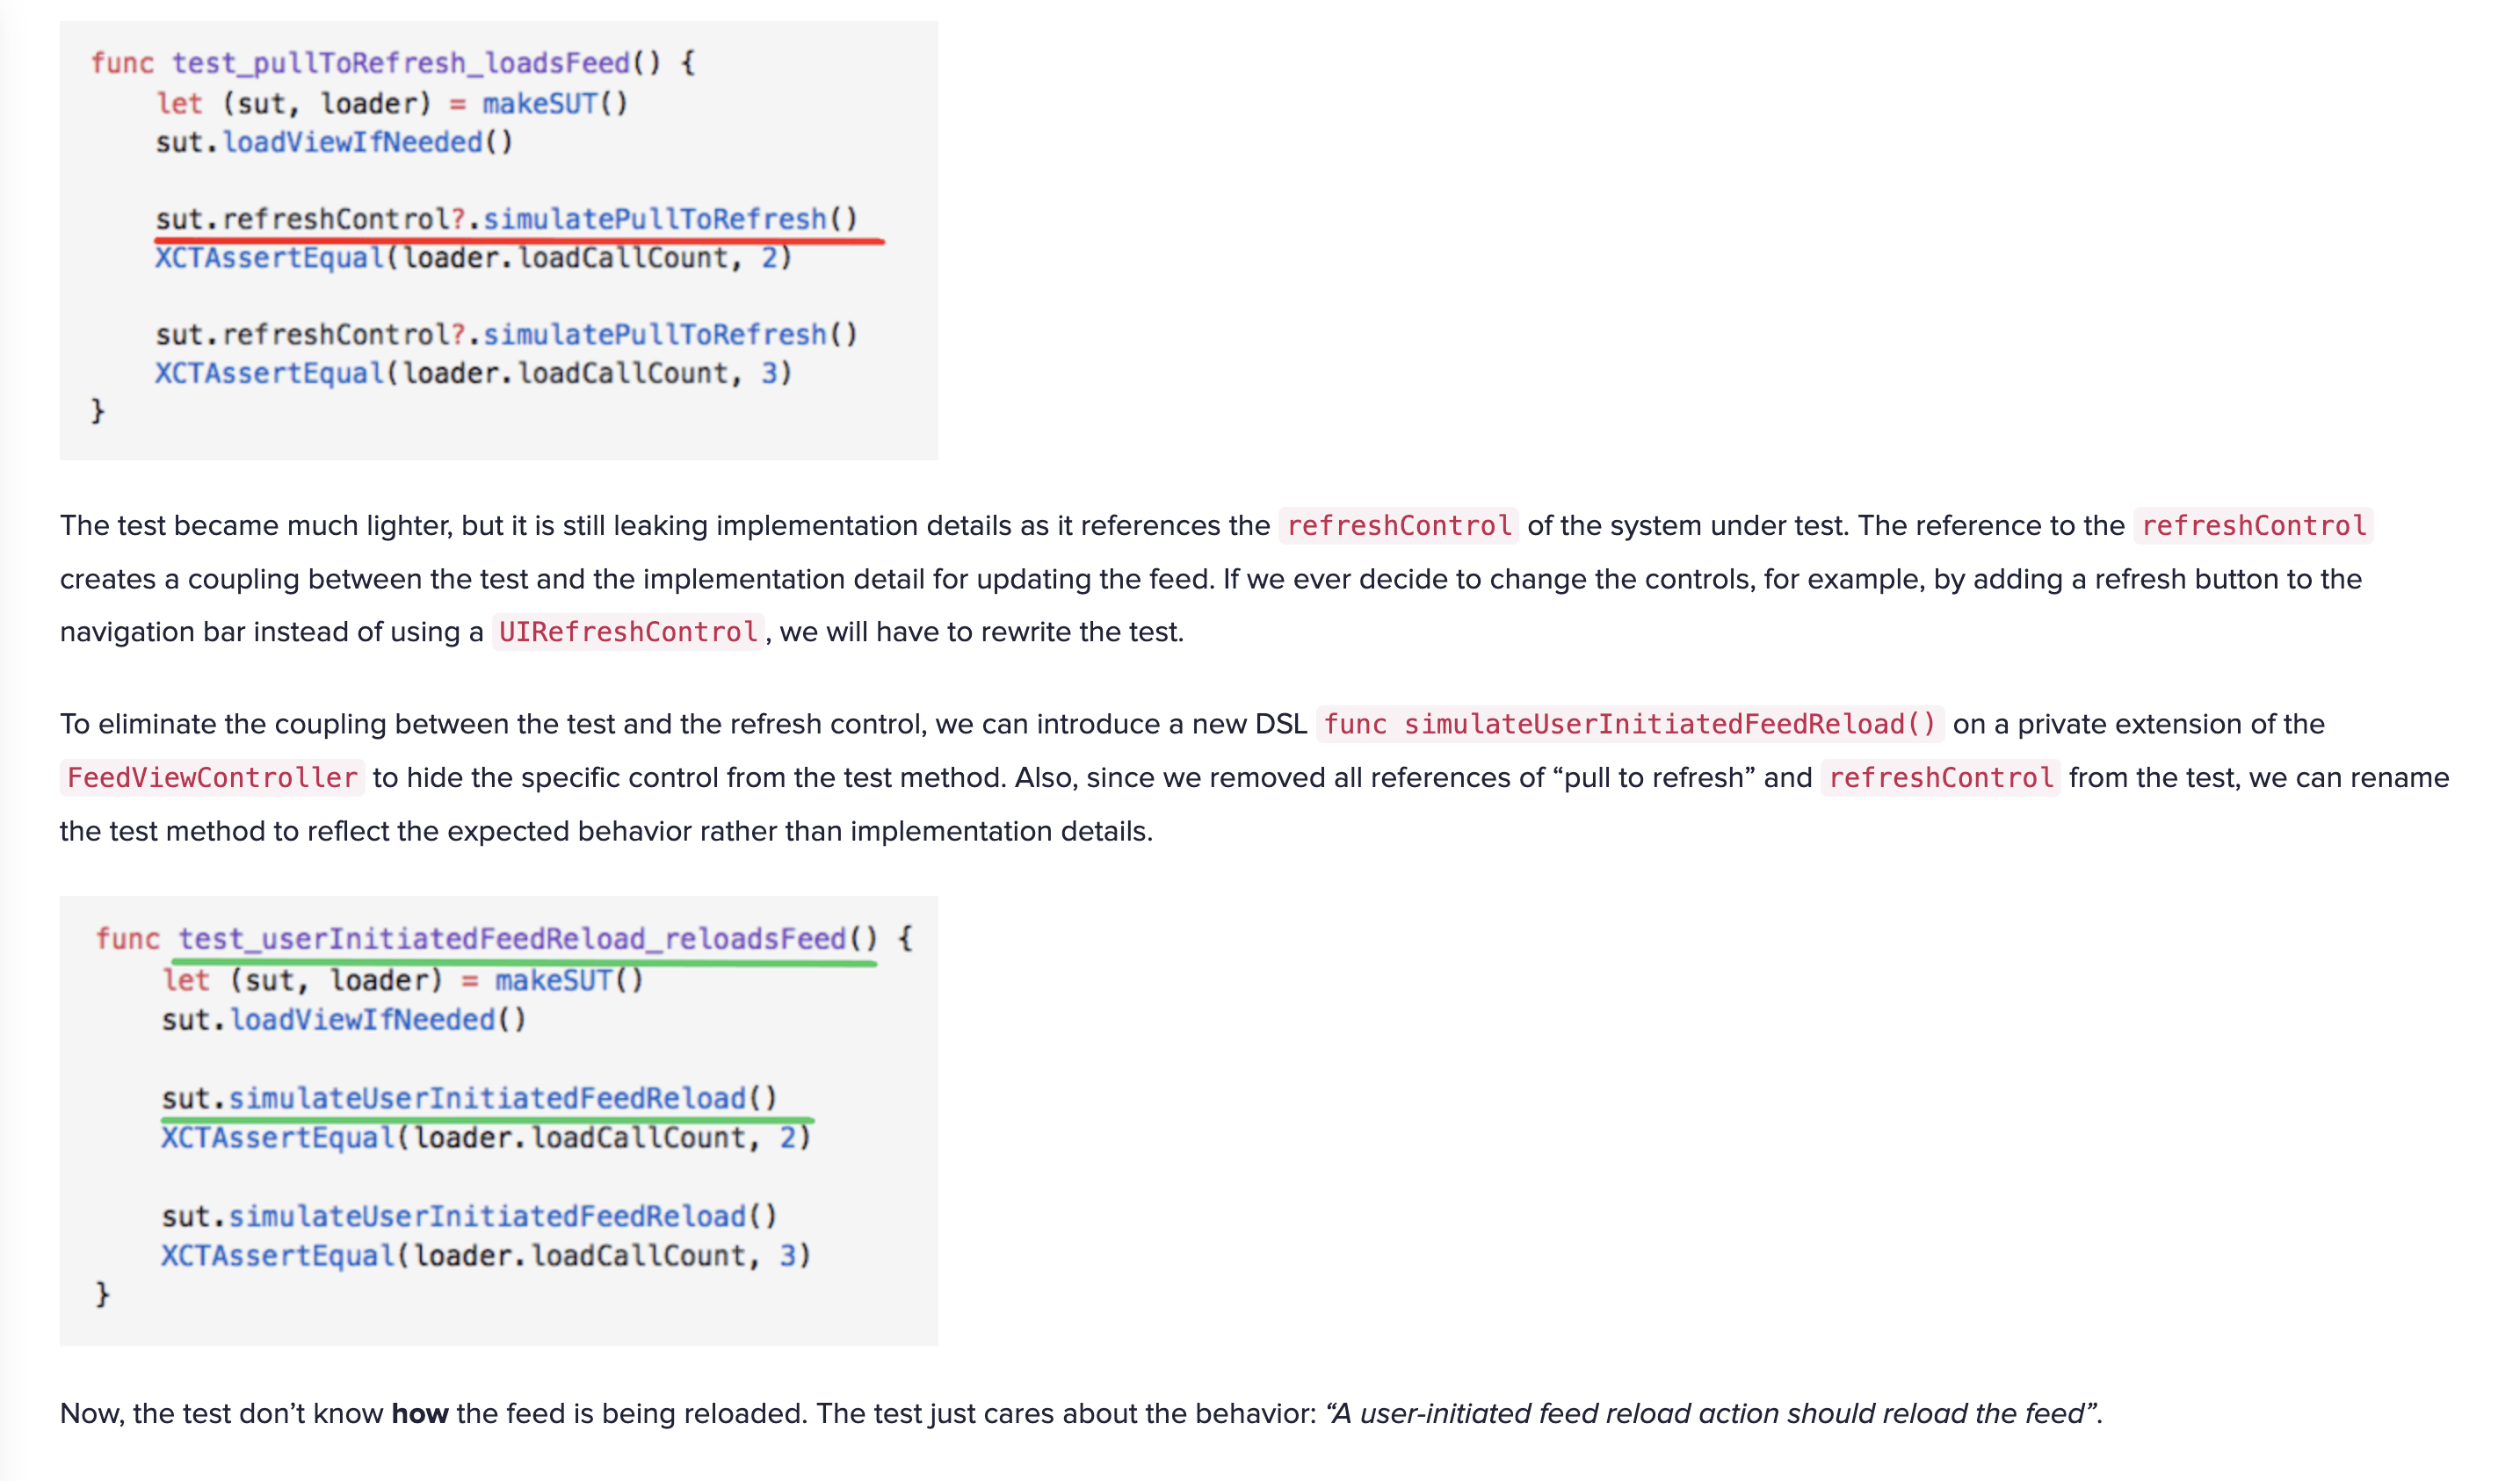 func test_pullToRefresh_loadsFeed() {
let (sut, loader) = makeSUT()
sut.loadViewIfNeeded()
sut.refreshControl?.simulatePullToRefresh()
XCTAssertEqual(loader.loadCallCount, 2)
sut.refreshControl?.simulatePullToRefresh()
XCTAssertEqual(loader.loadCallCount, 3)
}
The test became much lighter, but it is still leaking implementation details as it references the refreshControl of the system under test. The reference to the refreshControl
creates a coupling between the test and the implementation detail for updating the feed. If we ever decide to change the controls, for example, by adding a refresh button to the
navigation bar instead of using a UIRefreshControl, we will have to rewrite the test.
To eliminate the coupling between the test and the refresh control, we can introduce a new DSL func simulateUserInitiatedFeedReload() on a private extension of the
FeedViewController to hide the specific control from the test method. Also, since we removed all references of “pull to refresh” and refreshControl from the test, we can rename
the test method to reflect the expected behavior rather than implementation details.
func test_userInitiatedFeedReload_reloadsFeed() {
let (sut, loader) = makeSUT()
sut.loadViewIfNeeded()
sut.simulateUserInitiatedFeedReload()
XCTAssertEqual(loader.loadCallCount, 2)
sut.simulateUserInitiatedFeedReload()
XCTAssertEqual(loader.loadCallCount, 3)
}
Now, the test don’t know how the feed is being reloaded. The test just cares about the behavior: “A user-initiated feed reload action should reload the feed”.